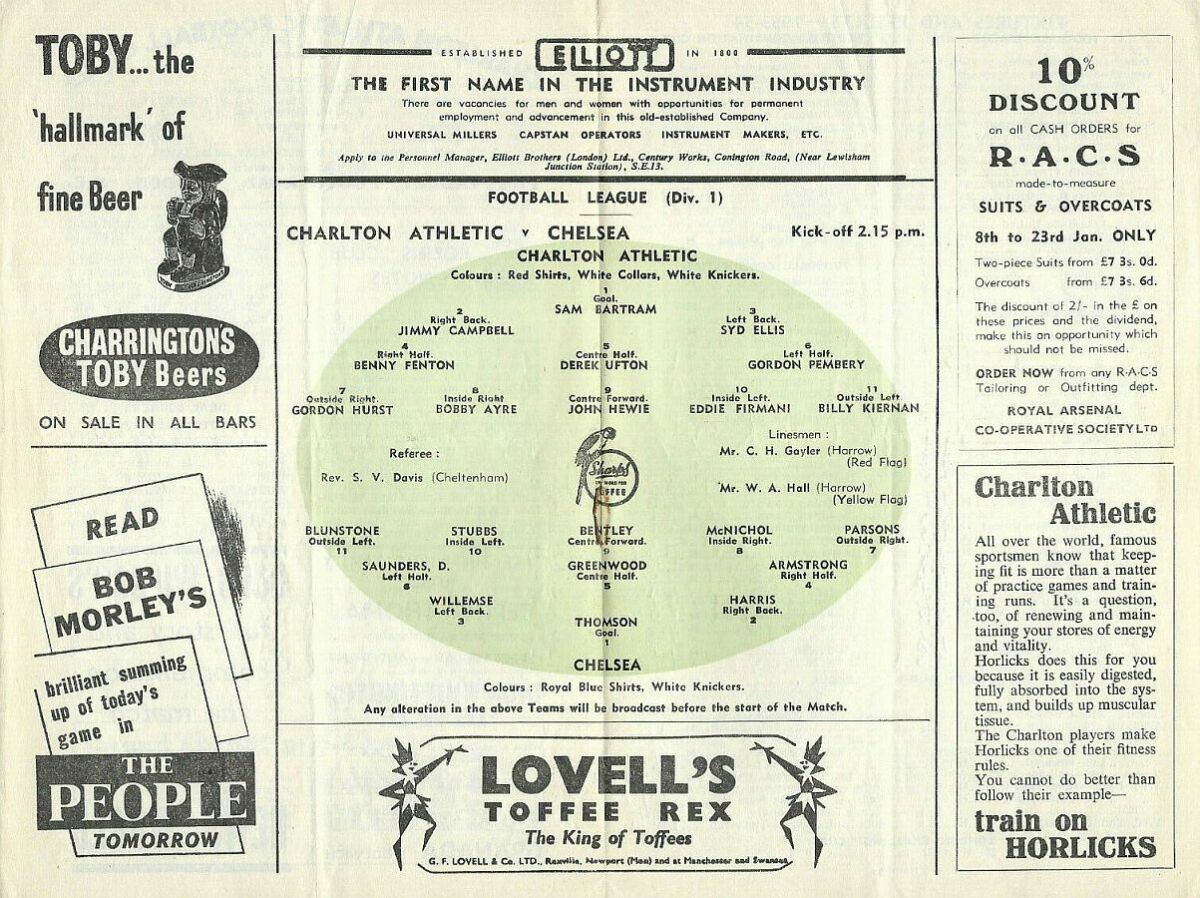 TOBY... the
'hallmark' of
fine Beer
CHARRINGTON'S
TOBY Beers
ON SALE IN ALL BARS
READ
BOB
MORLEY'S
brilliant summing
up of today's
game in
THE
PEOPLE
TOMORROW
ESTABLISHED ELLIOTT IN 1800
THE FIRST NAME IN THE INSTRUMENT INDUSTRY
There are vacancies for men and women with opportunities for permanent
employment and advancement in this old-established Company.
UNIVERSAL MILLERS CAPSTAN OPERATORS INSTRUMENT MAKERS, ETC.
Apply to the Personnel Manager, Elliott Brothers (London) Ltd., Century Works, Conington Road, (Near Lewisham
Junction Station), S.E.13.
FOOTBALL LEAGUE (Div. 1)
CHARLTON ATHLETIC v CHELSEA Kick-off 2.15 p.m.
CHARLTON ATHLETIC
Colours : Red Shirts, White Collars, White Knickers.
1
Goal.
SAM BARTRAM
2 3
Right Back. Left Back.
JIMMY CAMPBELL SYD ELLIS
4 5 6
Right Half. Centre Half. Left Half.
BENNY FENTON DEREK UFTON GORDON PEMBERY
7 8 9 10 11
Outside Right. Inside Right Centre Forward. Inside Left. Outside Left
GORDON HURST BOBBY AYRE JOHN HEWIE EDDIE FIRMANI BILLY KIERNAN
Referee :
Rev. S. V. Davis (Cheltenham)
Sharps
THE WORD FOR
TOFFEE
Linesmen :
Mr. C. H. Gayler (Harrow)
(Red Flag)
Mr. W. A. Hall (Harrow)
(Yellow Flag)
BLUNSTONE STUBBS BENTLEY McNICHOL PARSONS
Outside Left. Inside Left. Centre Forward. Inside Right. Outside Right.
11 10 9 8 7
SAUNDERS, D. GREENWOOD ARMSTRONG
Left Half. Centre Half. Right Half.
6 5 4
WILLEMSE HARRIS
Left Back. Right Back.
3 2
THOMSON
Goal.
1
CHELSEA
Colours : Royal Blue Shirts, White Knickers.
Any alteration in the above Teams will be broadcast before the start of the Match.
LOVELL'S
TOFFEE REX
The King of Toffees
G. F. LOVELL & Co. LTD., Rexville, Newport (Mon) and at Manchester and Swansea
10%
DISCOUNT
on all CASH ORDERS for
R·A·C·S
made-to-measure
SUITS & OVERCOATS
8th to 23rd Jan. ONLY
Two-piece Suits from £7 3s. 0d.
Overcoats from £7 3s. 6d.
The discount of 2/- in the £ on
these prices and the dividend,
make this an opportunity which
should not be missed.
ORDER NOW from any R·A·C·S
Tailoring or Outfitting dept.
ROYAL ARSENAL
CO-OPERATIVE SOCIETY LTD
Charlton
Athletic
All over the world, famous
sportsmen know that keep-
ing fit is more than a matter
of practice games and train-
ing runs. It's a question,
too, of renewing and main-
taining your stores of energy
and vitality.
Horlicks does this for you
because it is easily digested,
fully absorbed into the sys-
tem, and builds up muscular
tissue.
The Charlton players make
Horlicks one of their fitness
rules.
You cannot do better than
follow their example—
train on
HORLICKS